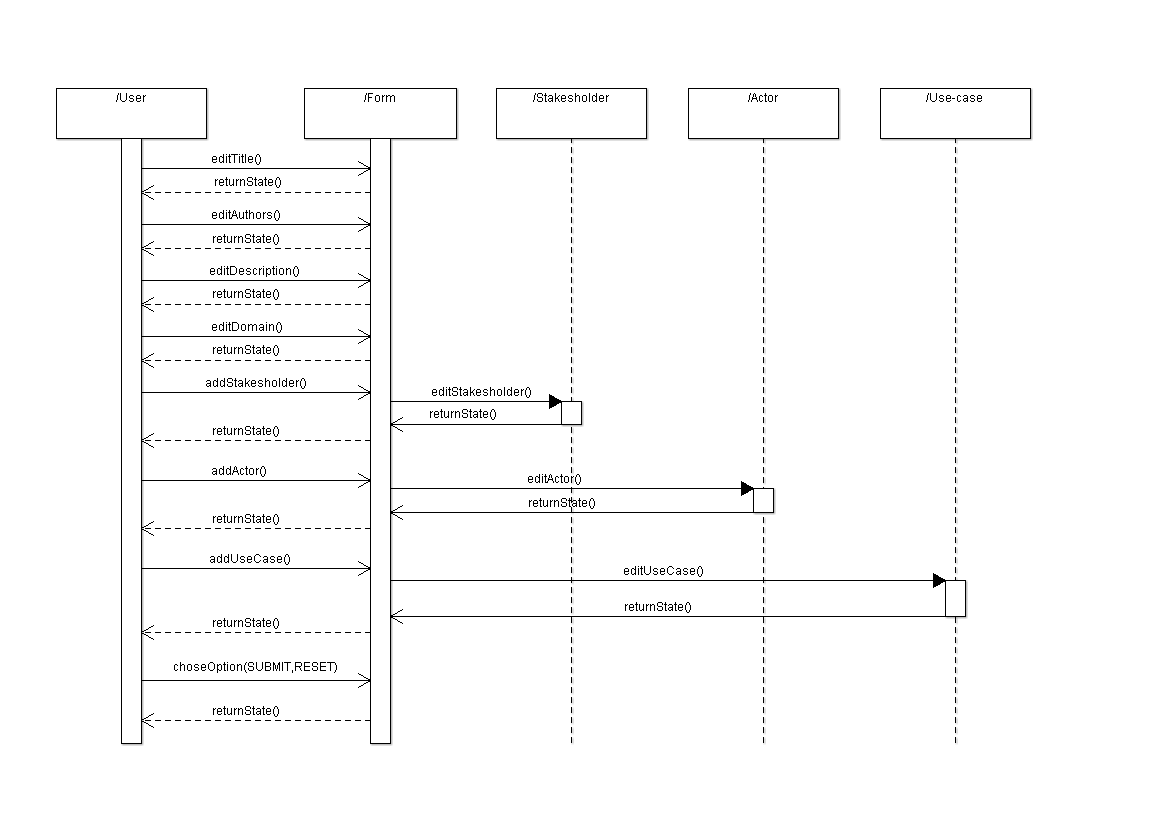 /User
/Form
/Stakesholder
/Actor
/Use-case
editTitle()
returnState()
editAuthors()
returnState()
editDescription()
returnState()
editDomain()
returnState()
addStakesholder()
editStakesholder()
returnState()
returnState()
addActor()
editActor()
returnState()
returnState()
addUseCase()
editUseCase()
returnState()
returnState()
choseOption(SUBMIT,RESET)
returnState()